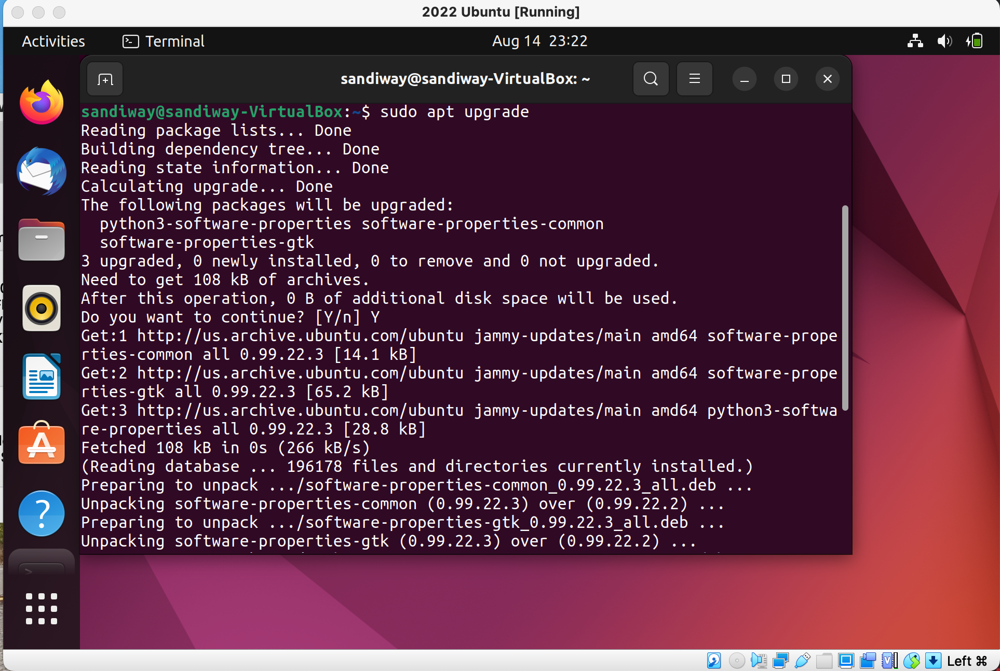 2022 Ubuntu [Running]
Activities
Terminal
Aug 14 23:22
sandiway@sandiway-VirtualBox: ~
sandiway@sandiway-VirtualBox:~$ sudo apt upgrade
Reading package lists... Done
Building dependency tree... Done
Reading state information... Done
Calculating upgrade... Done
The following packages will be upgraded:
  python3-software-properties software-properties-common
  software-properties-gtk
3 upgraded, 0 newly installed, 0 to remove and 0 not upgraded.
Need to get 108 kB of archives.
After this operation, 0 B of additional disk space will be used.
Do you want to continue? [Y/n] Y
Get:1 http://us.archive.ubuntu.com/ubuntu jammy-updates/main amd64 software-prope
rties-common all 0.99.22.3 [14.1 kB]
Get:2 http://us.archive.ubuntu.com/ubuntu jammy-updates/main amd64 software-prope
rties-gtk all 0.99.22.3 [65.2 kB]
Get:3 http://us.archive.ubuntu.com/ubuntu jammy-updates/main amd64 python3-softwa
re-properties all 0.99.22.3 [28.8 kB]
Fetched 108 kB in 0s (266 kB/s)
(Reading database ... 196178 files and directories currently installed.)
Preparing to unpack .../software-properties-common_0.99.22.3_all.deb ...
Unpacking software-properties-common (0.99.22.3) over (0.99.22.2) ...
Preparing to unpack .../software-properties-gtk_0.99.22.3_all.deb ...
Unpacking software-properties-gtk (0.99.22.3) over (0.99.22.2) ...
Left ⌘